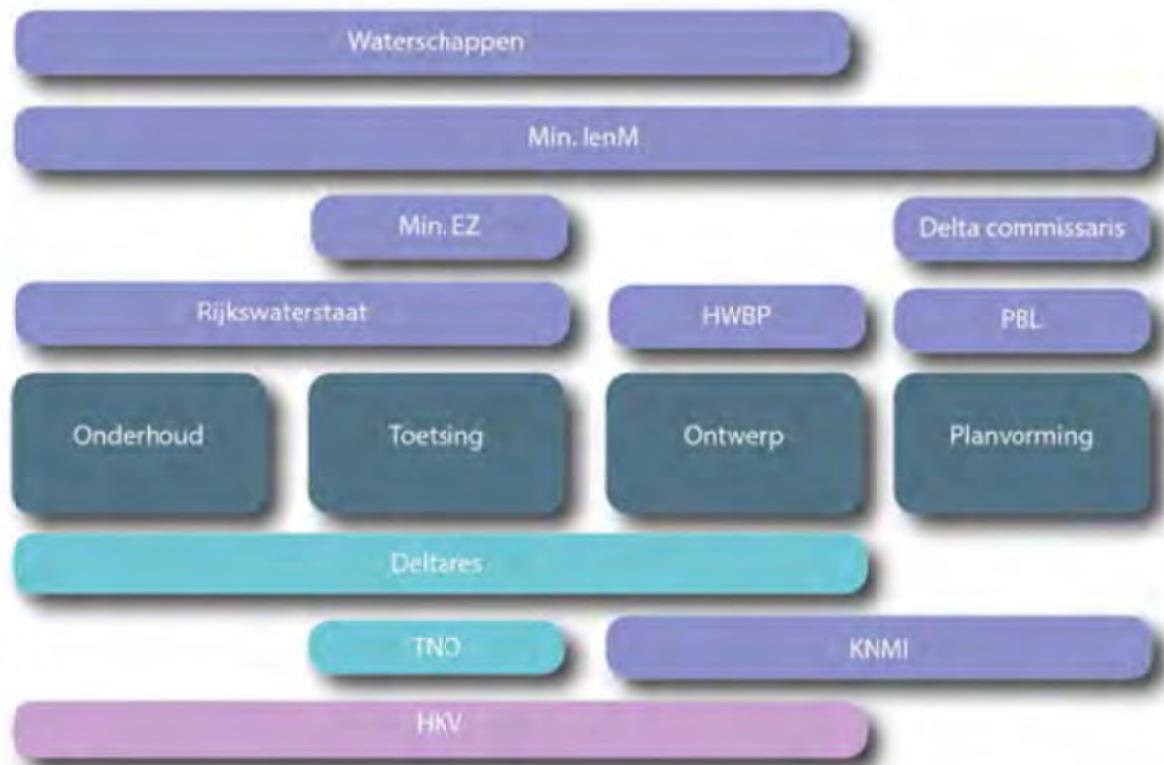 Waterschappen
Min. IenM
Min. EZ
Delta commissaris
Rijkswaterstaat
HWBP
PBL
Onderhoud
Toetsing
Ontwerp
Planvorming
Deltares
TNO
KNMI
HKV